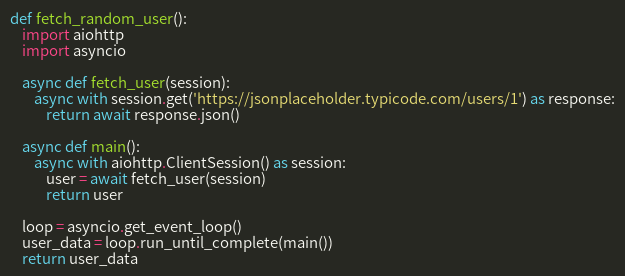 def fetch_random_user():
    import aiohttp
    import asyncio

    async def fetch_user(session):
        async with session.get('https://jsonplaceholder.typicode.com/users/1') as response:
            return await response.json()

    async def main():
        async with aiohttp.ClientSession() as session:
            user = await fetch_user(session)
            return user

    loop = asyncio.get_event_loop()
    user_data = loop.run_until_complete(main())
    return user_data